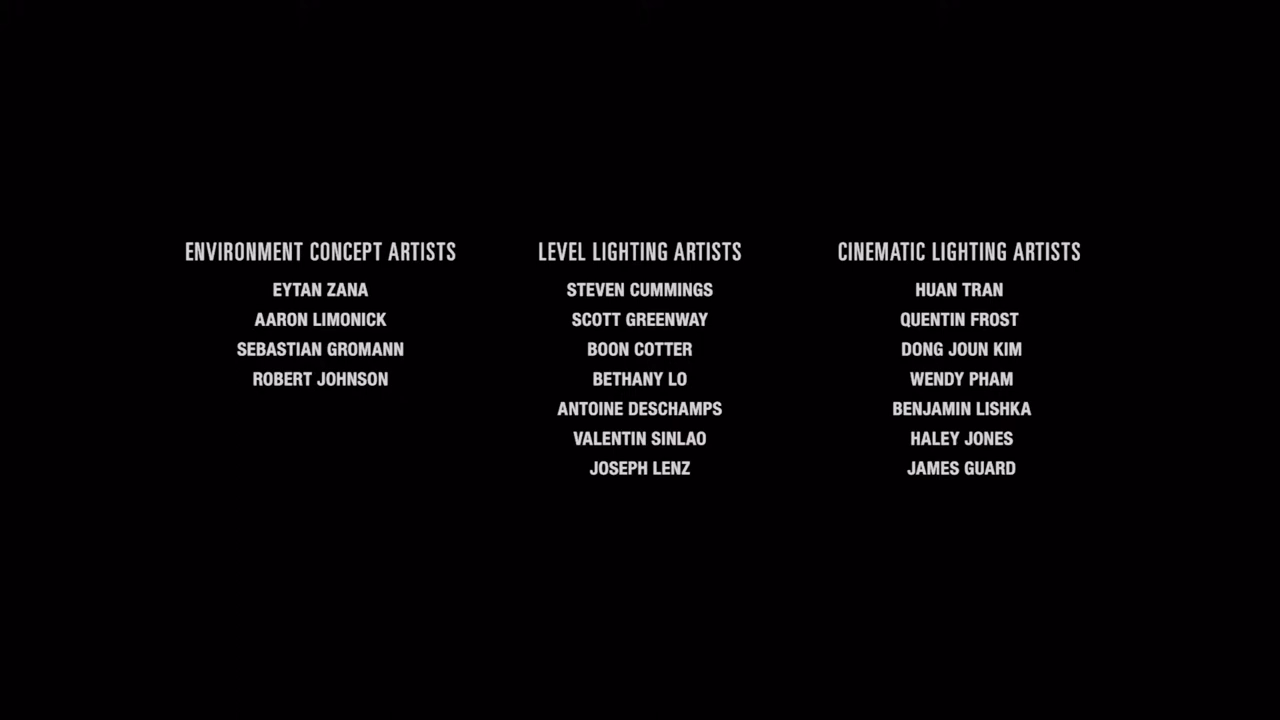 ENVIRONMENT CONCEPT ARTISTS
EYTAN ZANA
AARON LIMONICK
SEBASTIAN GROMANN
ROBERT JOHNSON
LEVEL LIGHTING ARTISTS
STEVEN CUMMINGS
SCOTT GREENWAY
BOON COTTER
BETHANY LO
ANTOINE DESCHAMPS
VALENTIN SINLAO
JOSEPH LENZ
CINEMATIC LIGHTING ARTISTS
HUAN TRAN
QUENTIN FROST
DONG JOUN KIM
WENDY PHAM
BENJAMIN LISHKA
HALEY JONES
JAMES GUARD